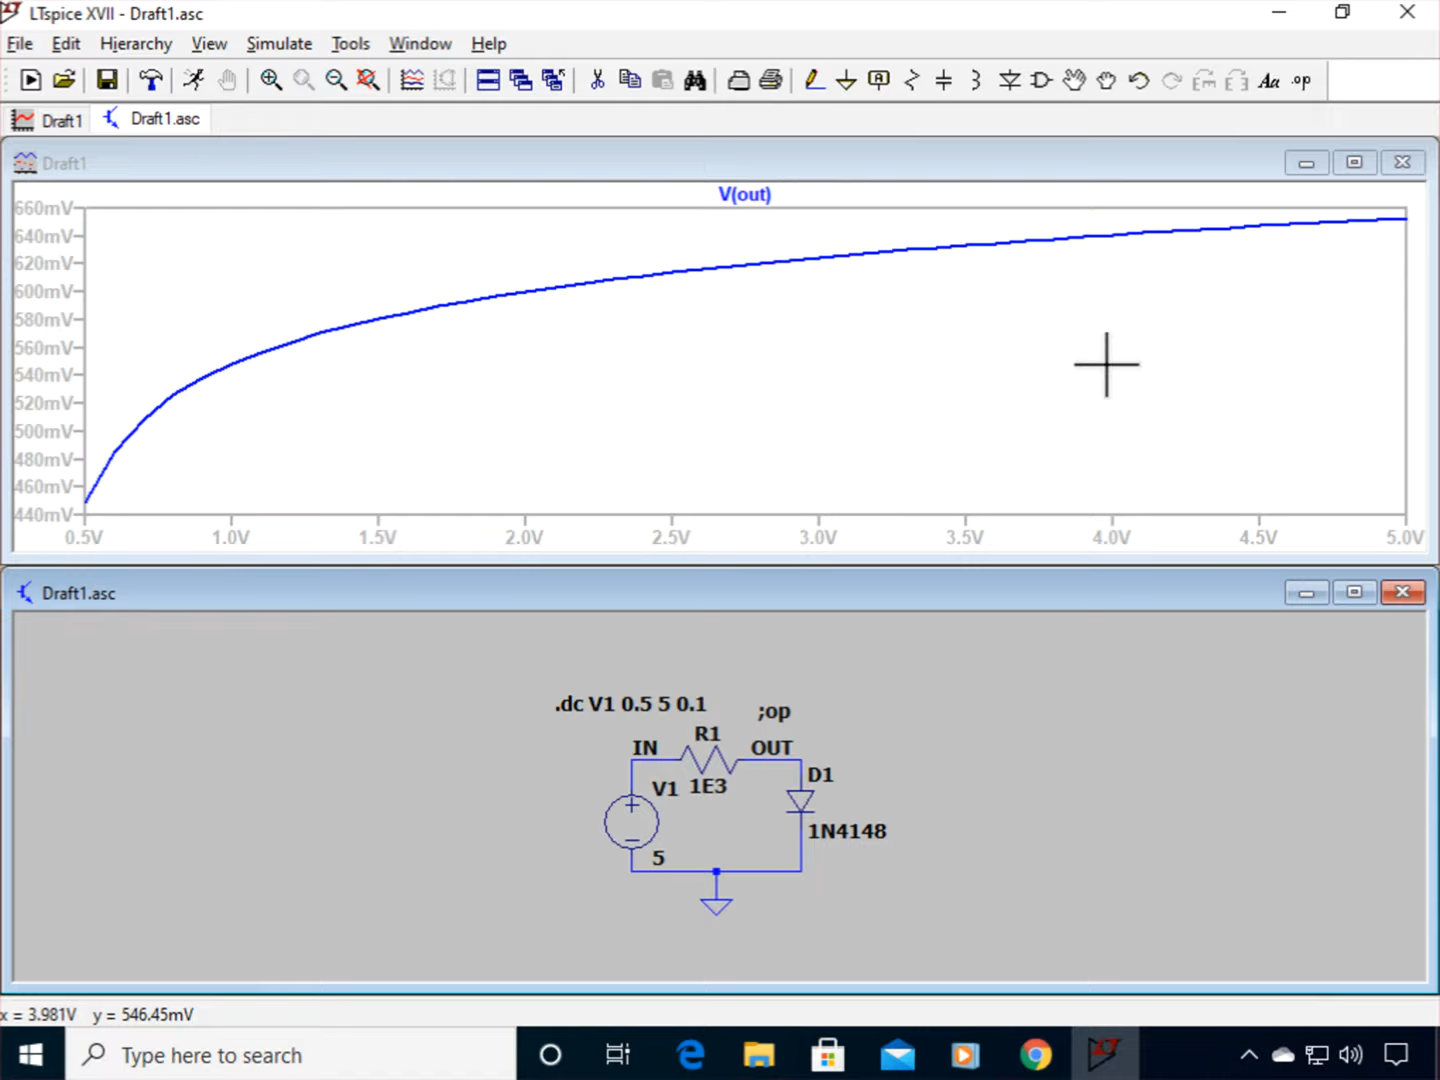 LTspice XVII - Draft1.asc
File Edit Hierarchy View Simulate Tools Window Help
A Aa .op
Draft1 Draft1.asc
Draft1
V(out)
660mV
640mV
620mV
600mV
580mV
560mV
540mV
520mV
500mV
480mV
460mV
440mV
0.5V 1.0V 1.5V 2.0V 2.5V 3.0V 3.5V 4.0V 4.5V 5.0V
Draft1.asc
.dc V1 0.5 5 0.1 ;op
R1
IN OUT
D1
V1 1E3
1N4148
5
x = 3.981V y = 546.45mV
Type here to search